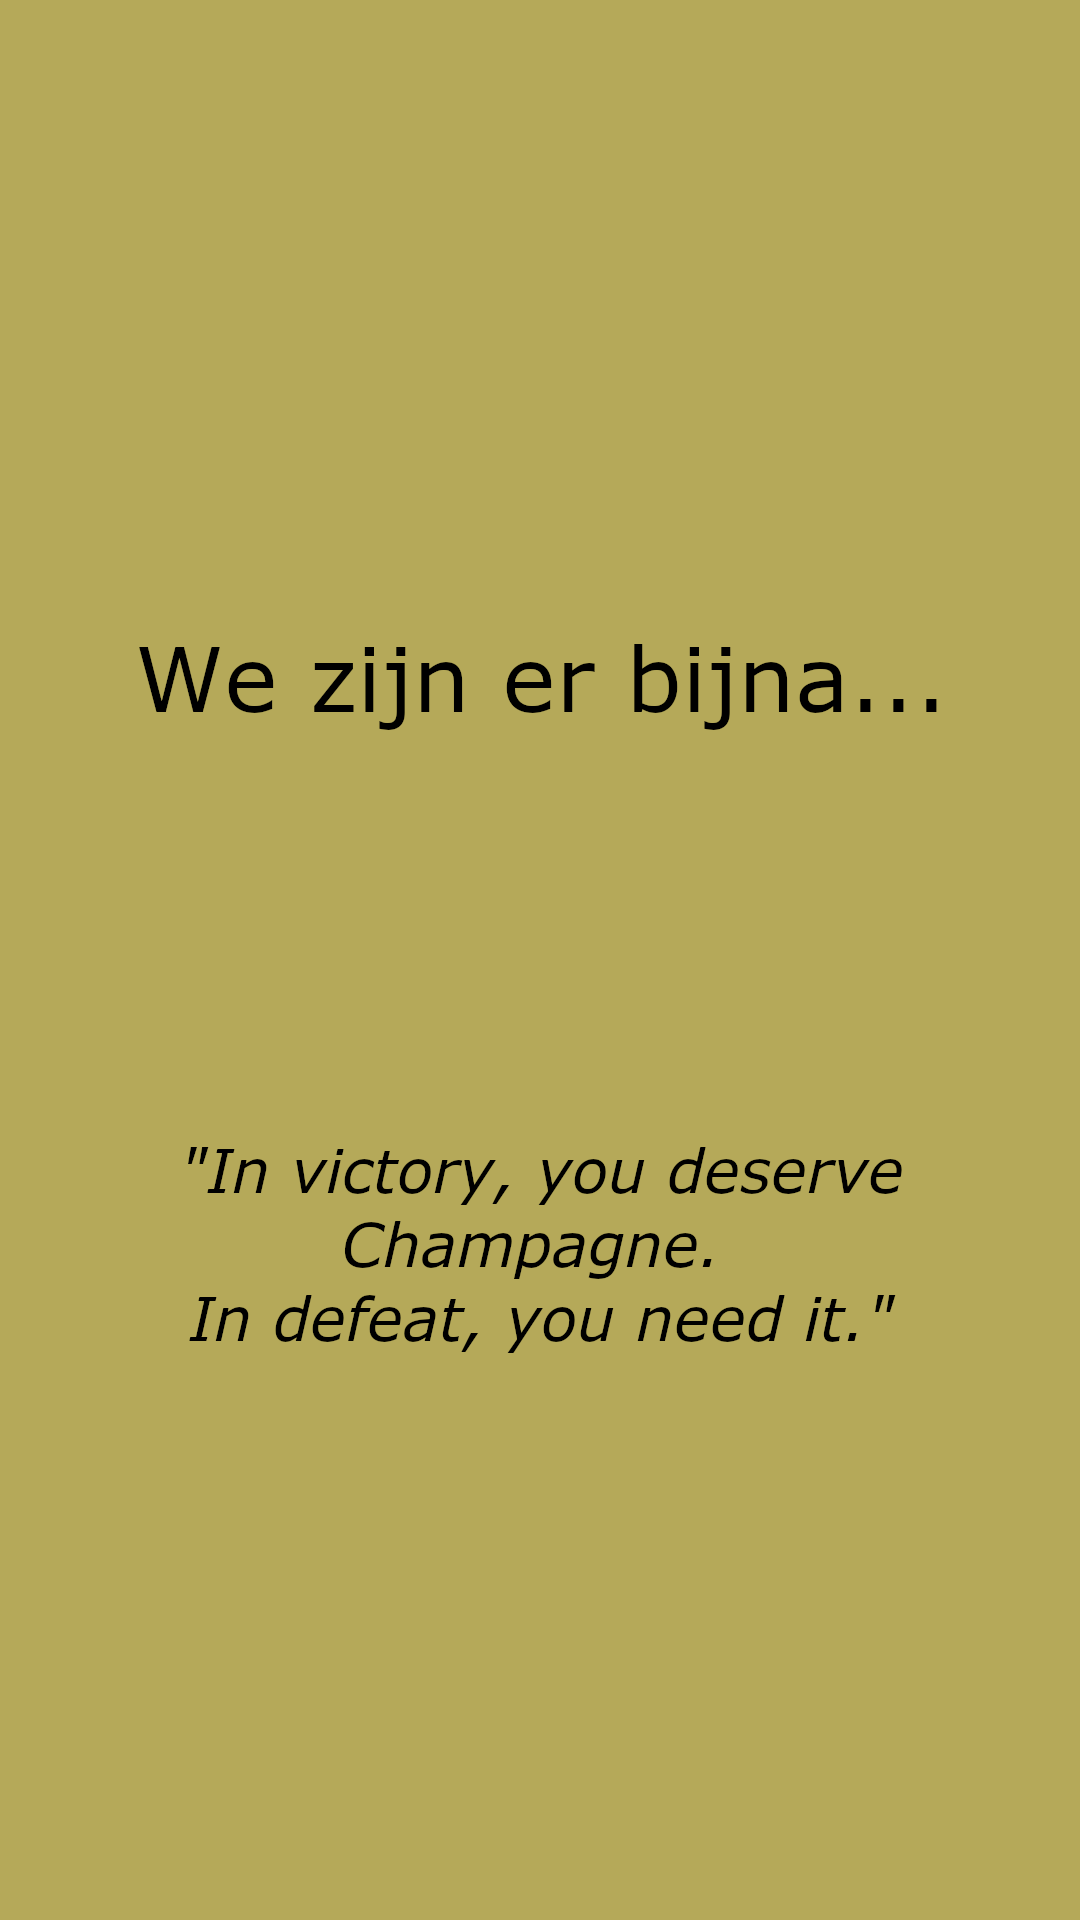 We zijn er bijna...
"In victory, you deserve
Champagne.
In defeat, you need it."